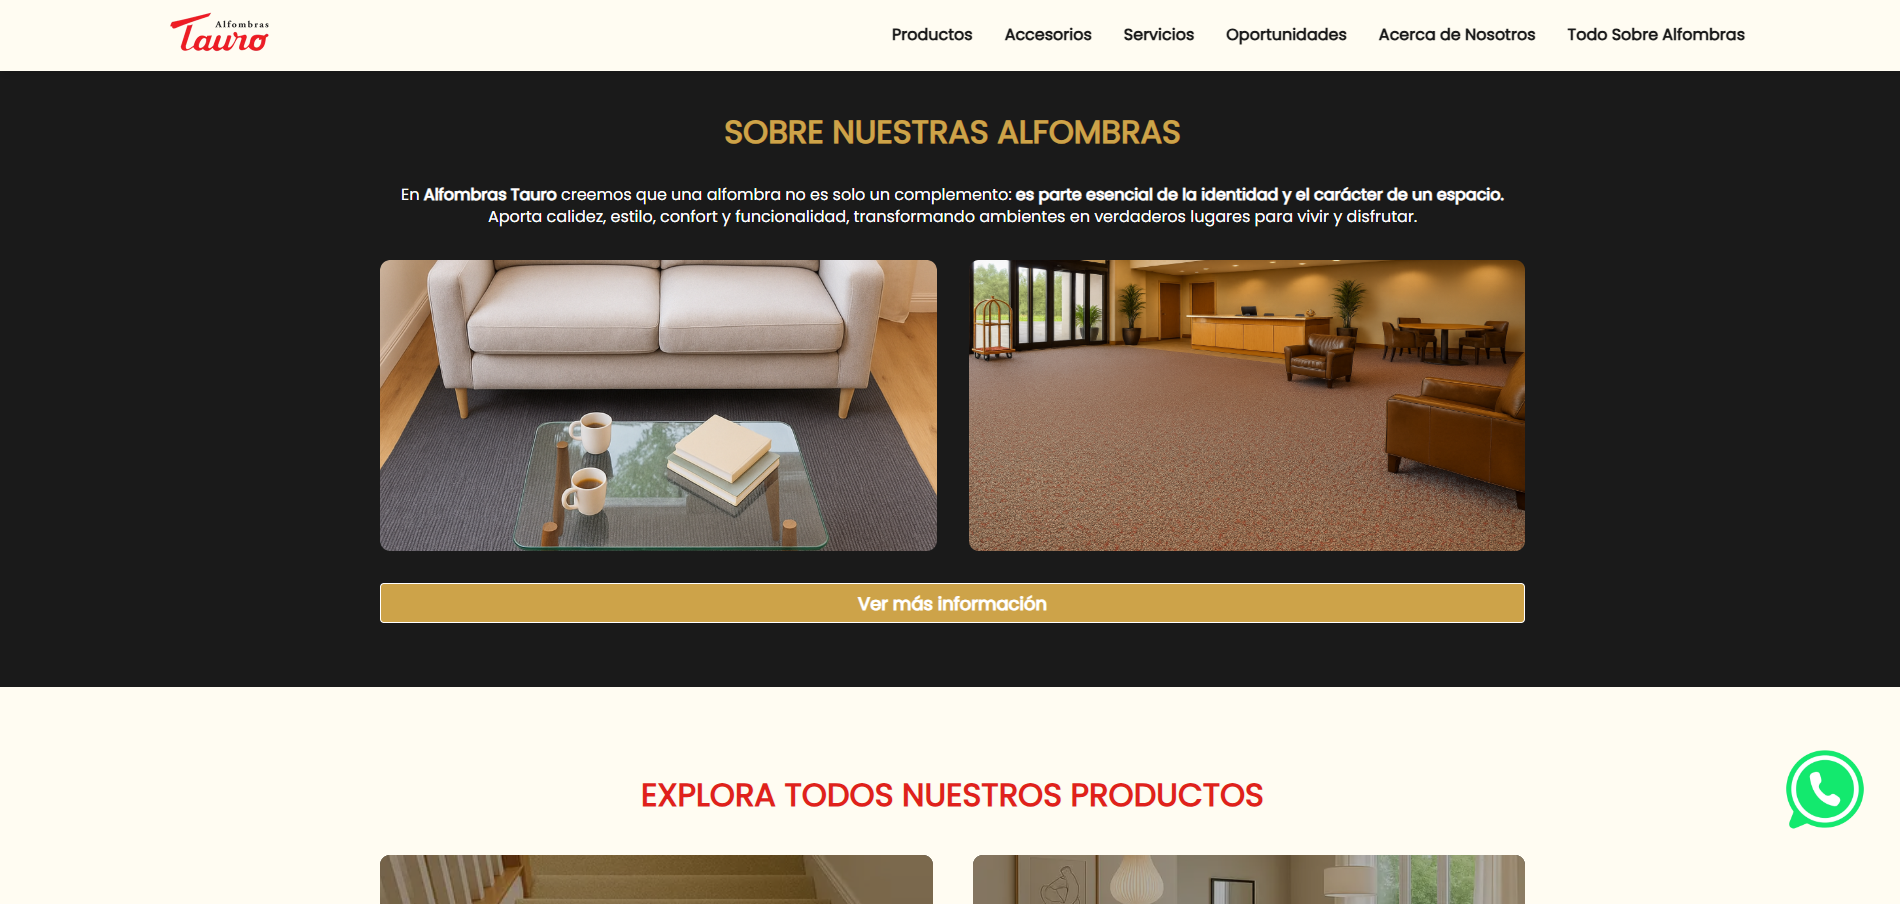 Alfombras
Tauro
Productos
Accesorios
Servicios
Oportunidades
Acerca de Nosotros
Todo Sobre Alfombras
SOBRE NUESTRAS ALFOMBRAS
En Alfombras Tauro creemos que una alfombra no es solo un complemento: es parte esencial de la identidad y el carácter de un espacio.
Aporta calidez, estilo, confort y funcionalidad, transformando ambientes en verdaderos lugares para vivir y disfrutar.
Ver más información
EXPLORA TODOS NUESTROS PRODUCTOS